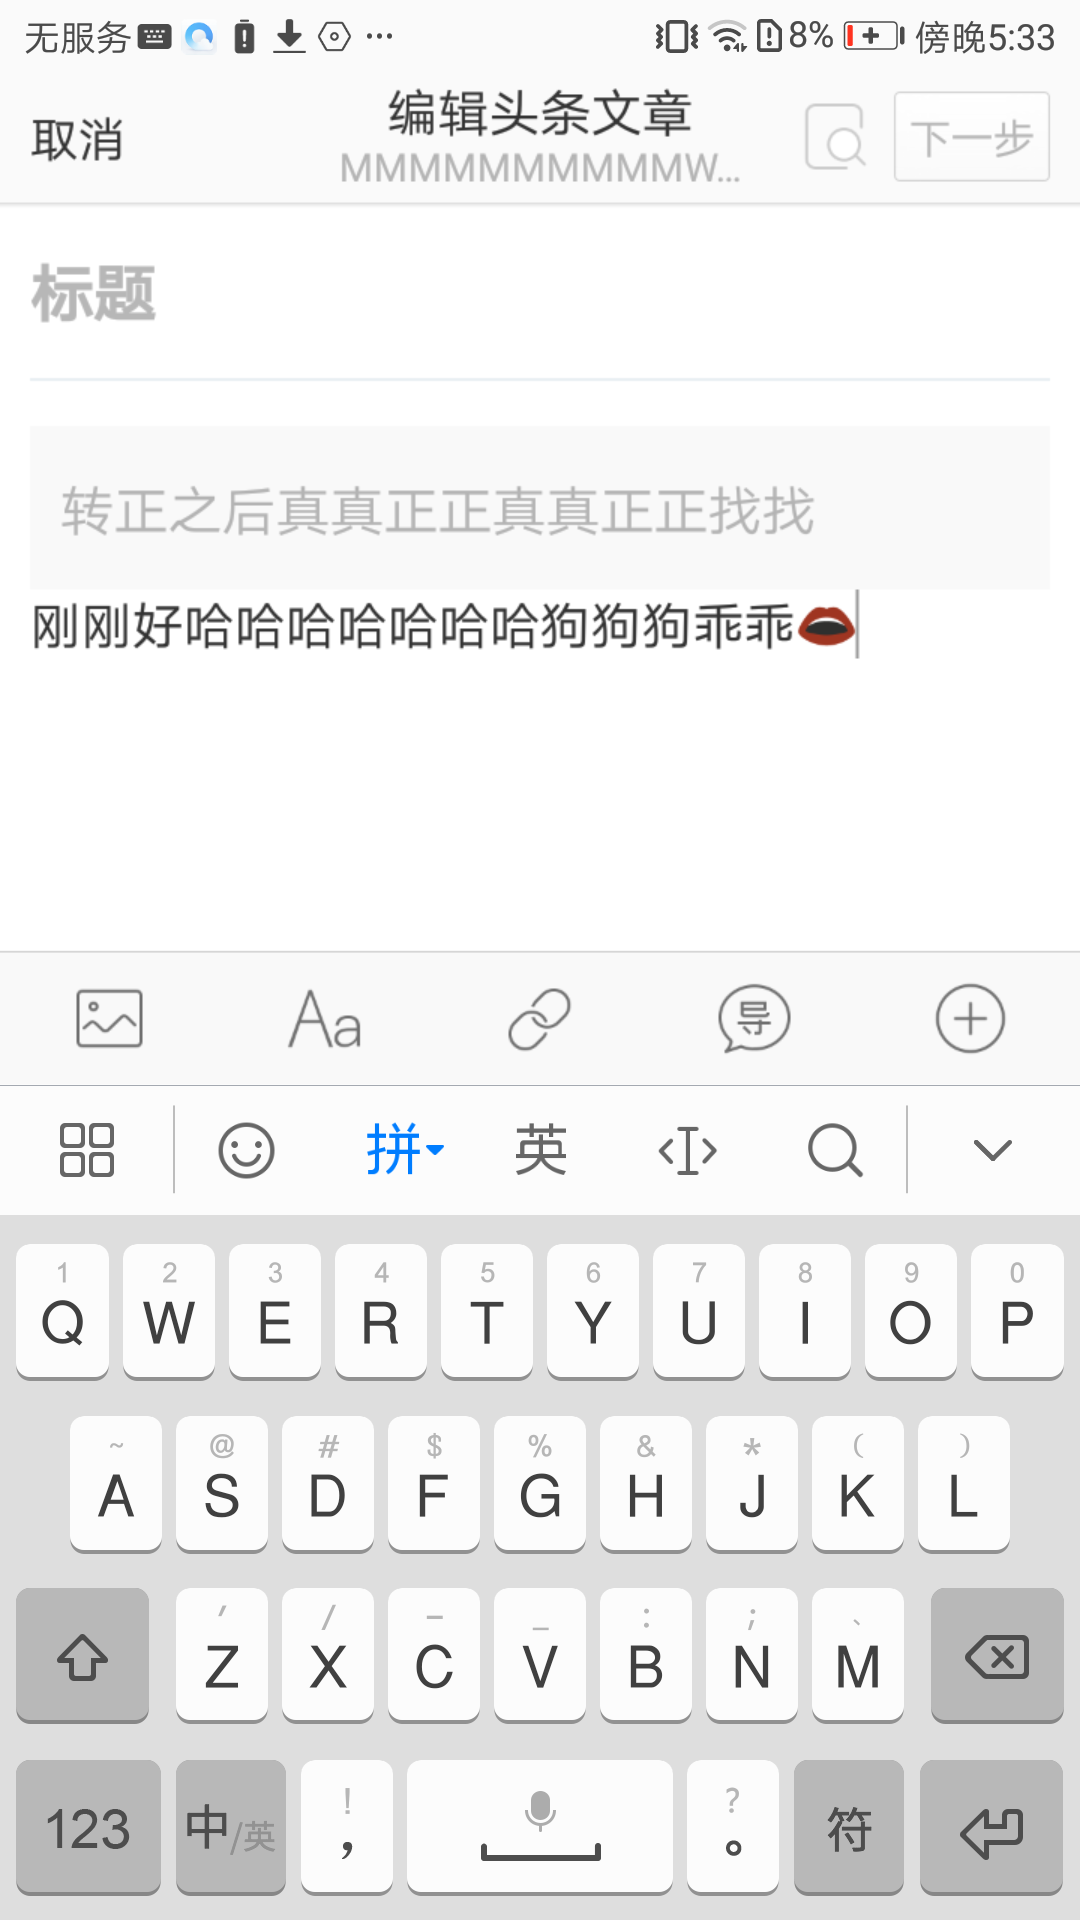 无服务 8% 傍晚5:33
取消 编辑头条文章 下一步
MMMMMMMMMMW...
标题
转正之后真真正正真真正正找找
刚刚好哈哈哈哈哈哈哈狗狗狗乖乖👄
Aa 导
拼 英
1 2 3 4 5 6 7 8 9 0
Q W E R T Y U I O P
~ @ # $ % & * ( )
A S D F G H J K L
′ / – _ : ; 、
Z X C V B N M
! ?
123 中/英 , 。 符